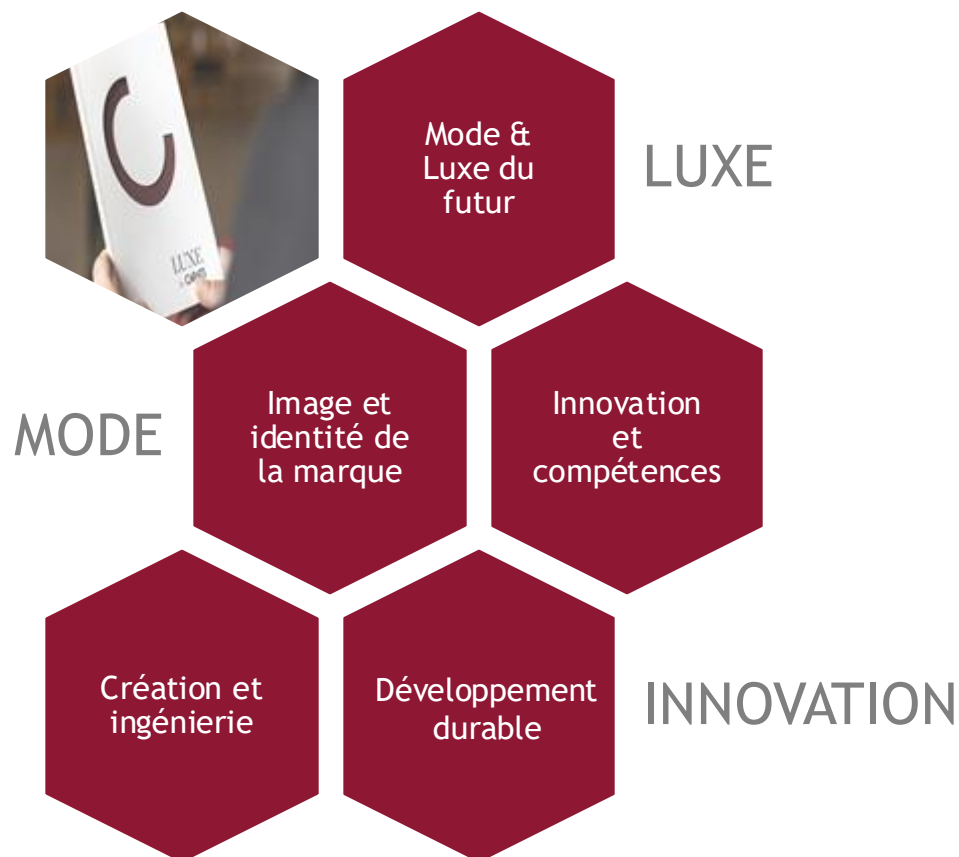 C
LUXE
Mode &
Luxe du
futur
LUXE
MODE
Image et
identité de
la marque
Innovation
et
compétences
Création et
ingénierie
Développement
durable
INNOVATION